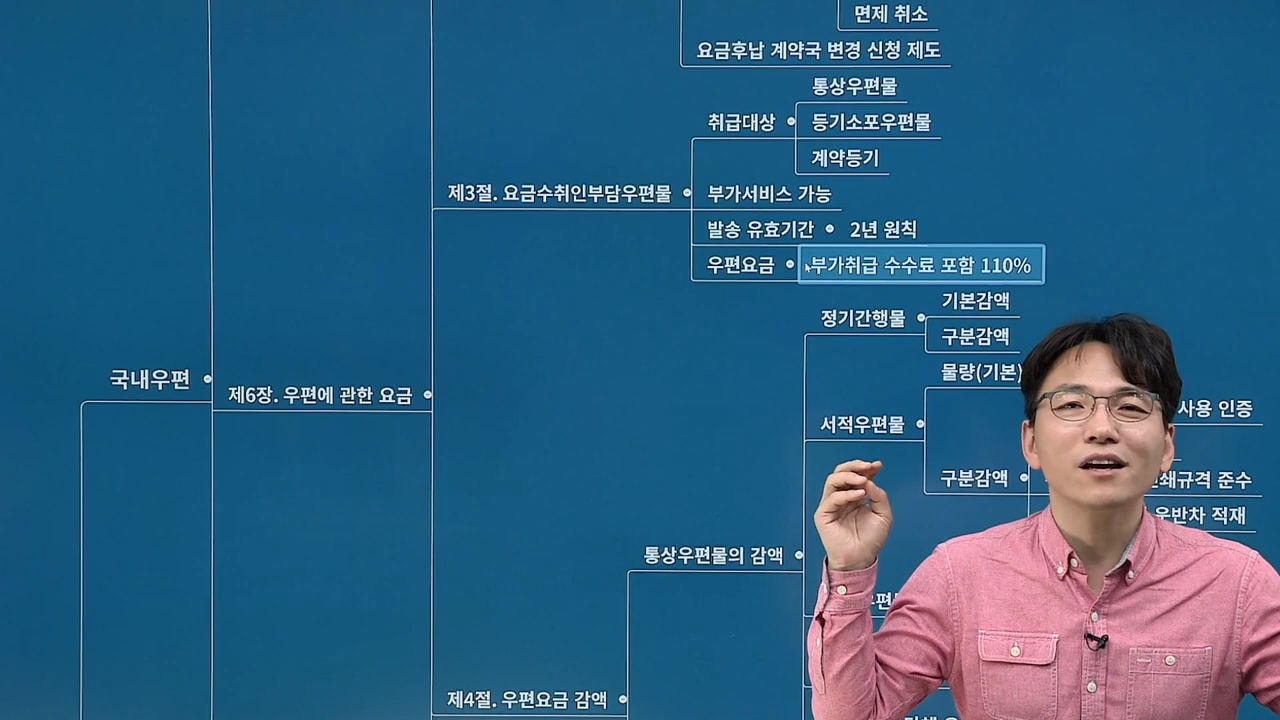 면제 취소
요금후납 계약국 변경 신청 제도
통상우편물
취급대상
등기소포우편물
계약등기
제3절. 요금수취인부담우편물
부가서비스 가능
발송 유효기간
2년 원칙
우편요금
부가취급 수수료 포함 110%
기본감액
정기간행물
구분감액
물량(기본)
국내우편
제6장. 우편에 관한 요금
사용 인증
서적우편물
구분감액
쇄규격 준수
우반차 적재
통상우편물의 감액
제4절. 우편요금 감액